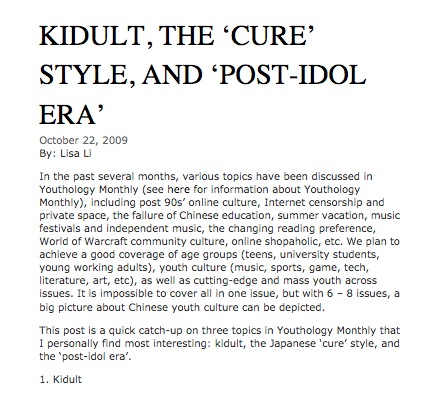 KIDULT, THE ‘CURE’
STYLE, AND ‘POST-IDOL
ERA’
October 22, 2009
By: Lisa Li
In the past several months, various topics have been discussed in
Youthology Monthly (see here for information about Youthology
Monthly), including post 90s’ online culture, Internet censorship and
private space, the failure of Chinese education, summer vacation, music
festivals and independent music, the changing reading preference,
World of Warcraft community culture, online shopaholic, etc. We plan to
achieve a good coverage of age groups (teens, university students,
young working adults), youth culture (music, sports, game, tech,
literature, art, etc), as well as cutting-edge and mass youth across
issues. It is impossible to cover all in one issue, but with 6 – 8 issues, a
big picture about Chinese youth culture can be depicted.
This post is a quick catch-up on three topics in Youthology Monthly that
I personally find most interesting: kidult, the Japanese ‘cure’ style, and
the ‘post-idol era’.
1. Kidult